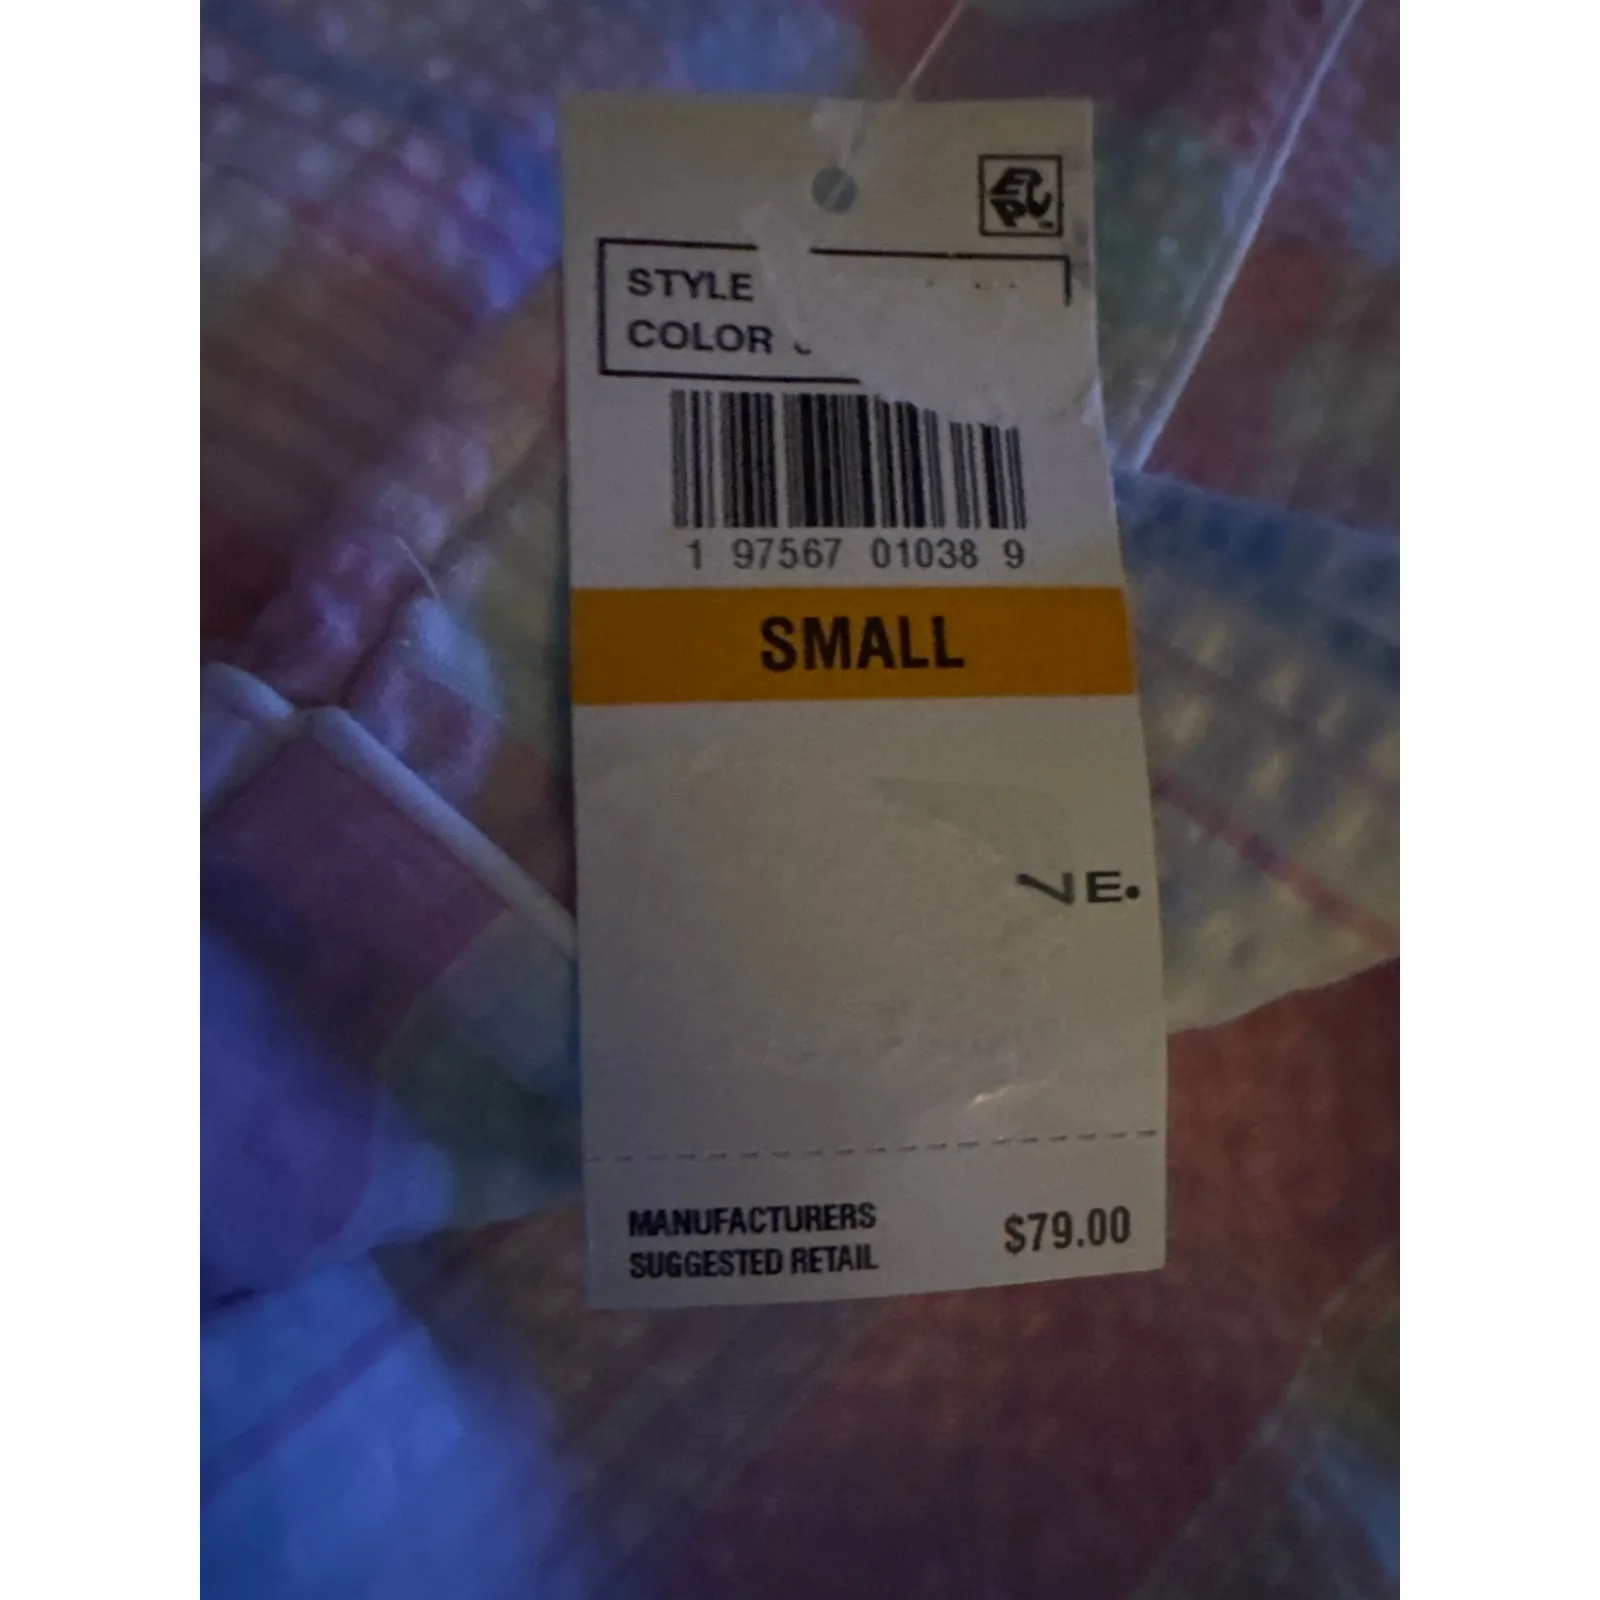 STYLE
COLOR
1 97567 01038 9
SMALL
E.
MANUFACTURERS
SUGGESTED RETAIL $79.00